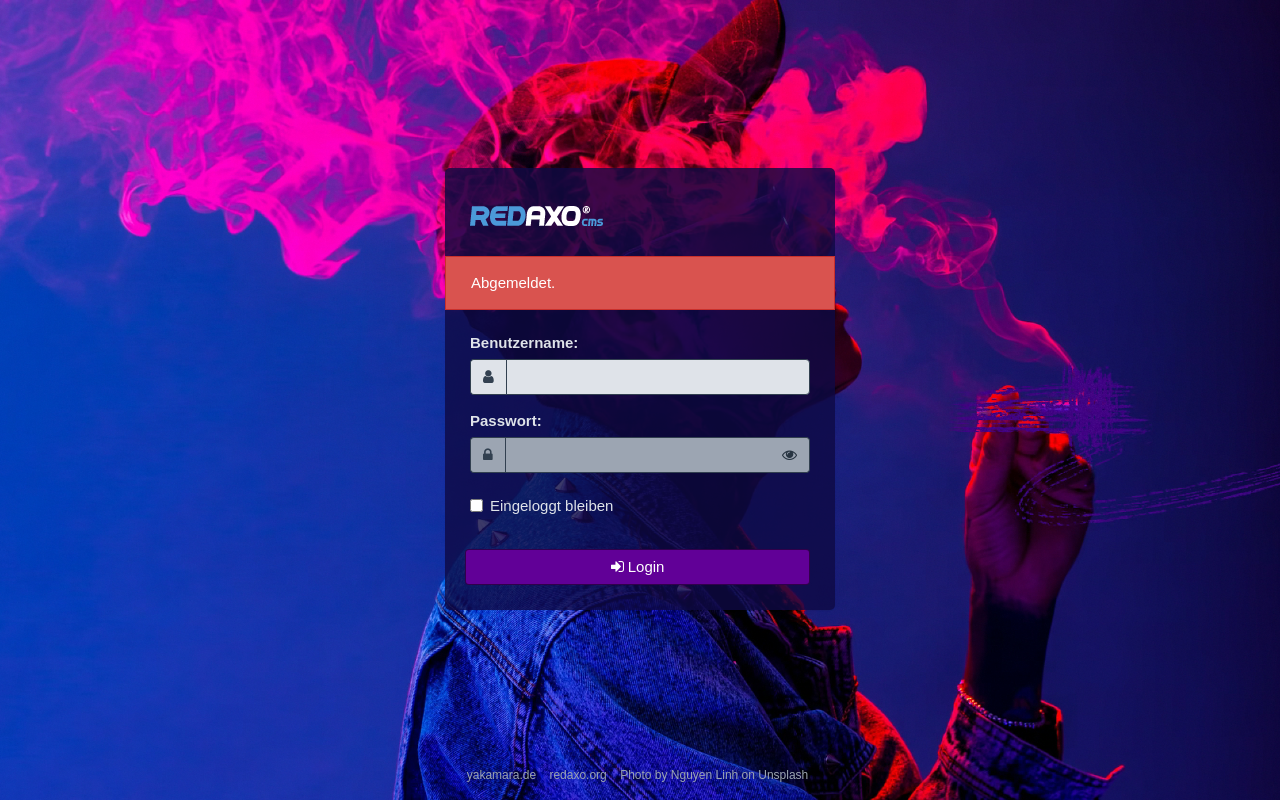 REDAXO® cms
Abgemeldet.
Benutzername:
Passwort:
Eingeloggt bleiben
Login
yakamara.de redaxo.org Photo by Nguyen Linh on Unsplash